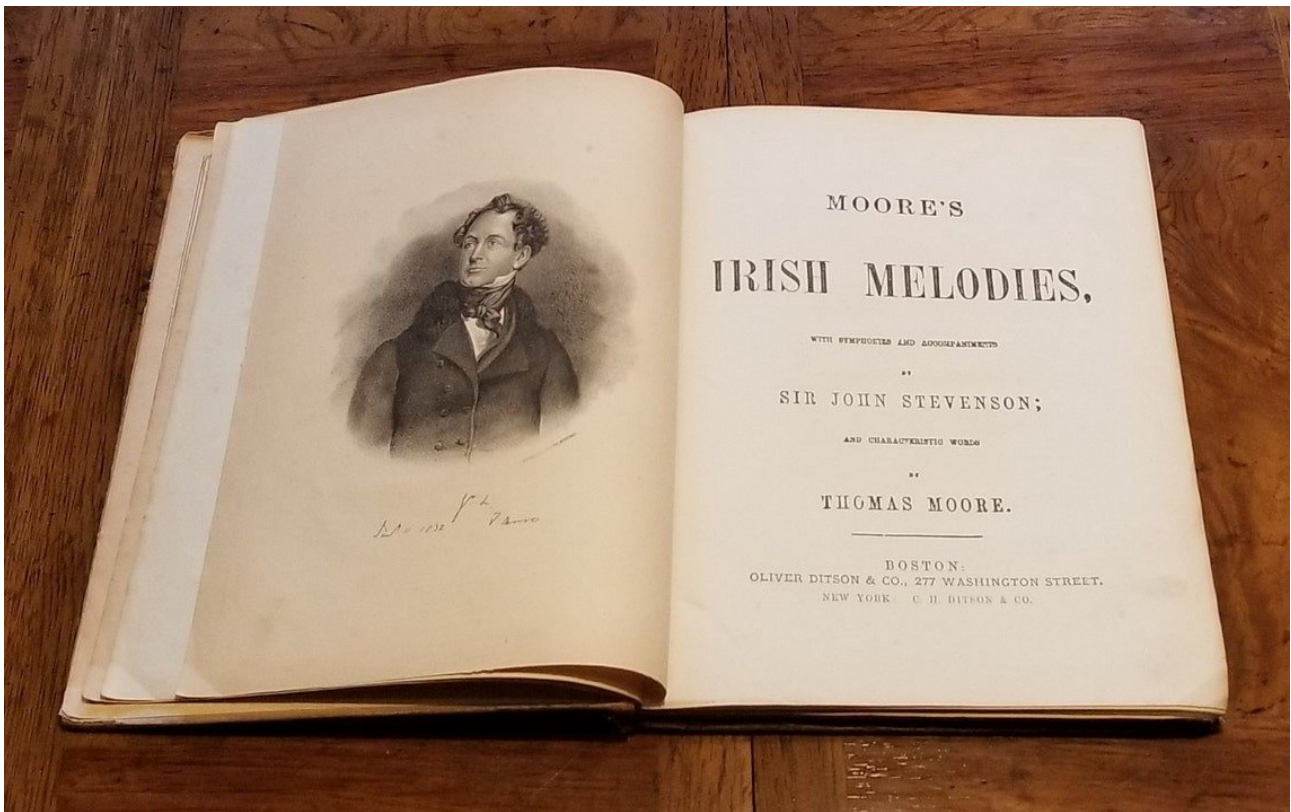 1832
MOORE'S
IRISH MELODIES,
WITH SYMPHONIES AND ACCOMPANIMENTS
BY
SIR JOHN STEVENSON;
AND CHARACTERISTIC WORDS
BY
THOMAS MOORE.
BOSTON:
OLIVER DITSON & CO., 277 WASHINGTON STREET.
NEW YORK: C. H. DITSON & CO.